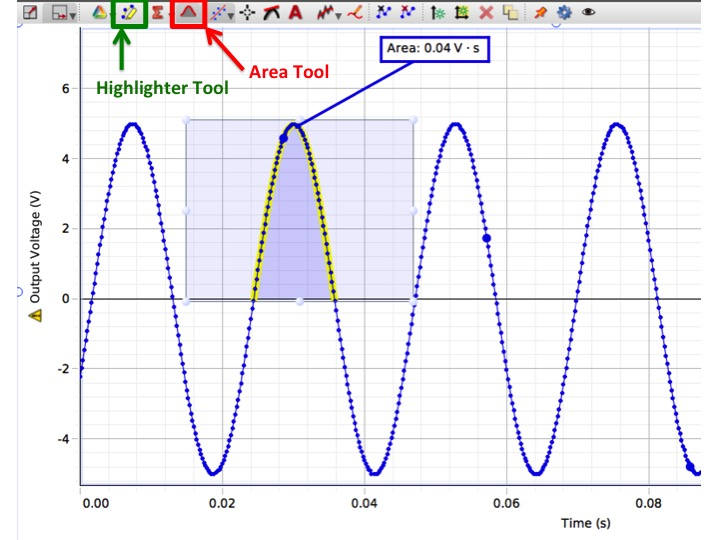 Σ
A
Area: 0.04 V · s
Area Tool
Highlighter Tool
6
4
2
0
-2
-4
Output Voltage (V)
0.00
0.02
0.04
0.06
0.08
Time (s)